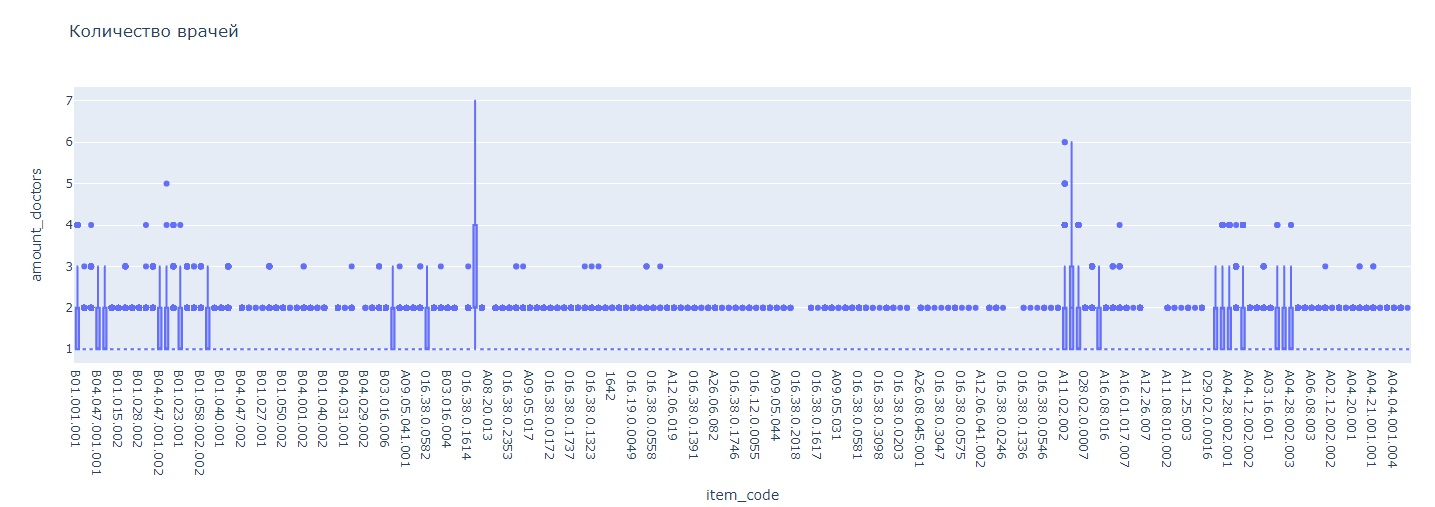 Количество врачей
7
6
5
4
3
2
1
amount_doctors
B01.001.001
B04.047.001.001
B01.015.002
B01.028.002
B04.047.001.002
B01.023.001
B01.058.002.002
B01.040.001
B04.047.002
B01.027.001
B01.050.002
B04.001.002
B01.040.002
B04.031.001
B04.029.002
B03.016.006
A09.05.041.001
016.38.0.0582
B03.016.004
016.38.0.1614
A08.20.013
016.38.0.2353
A09.05.017
016.38.0.0172
016.38.0.1737
016.38.0.1323
1642
016.19.0.0049
016.38.0.0558
A12.06.019
016.38.0.1391
A26.06.082
016.38.0.1746
016.12.0.0055
A09.05.044
016.38.0.2018
016.38.0.1617
A09.05.031
016.38.0.0581
016.38.0.3098
016.38.0.0203
A26.08.045.001
016.38.0.3047
016.38.0.0575
A12.06.041.002
016.38.0.0246
016.38.0.1336
016.38.0.0546
A11.02.002
028.02.0.0007
A16.08.016
A16.01.017.007
A12.26.007
A11.08.010.002
A11.25.003
029.02.0.0016
A04.28.002.001
A04.12.002.002
A03.16.001
A04.28.002.003
A06.08.003
A02.12.002.002
A04.20.001
A04.21.001.001
A04.04.001.004
item_code